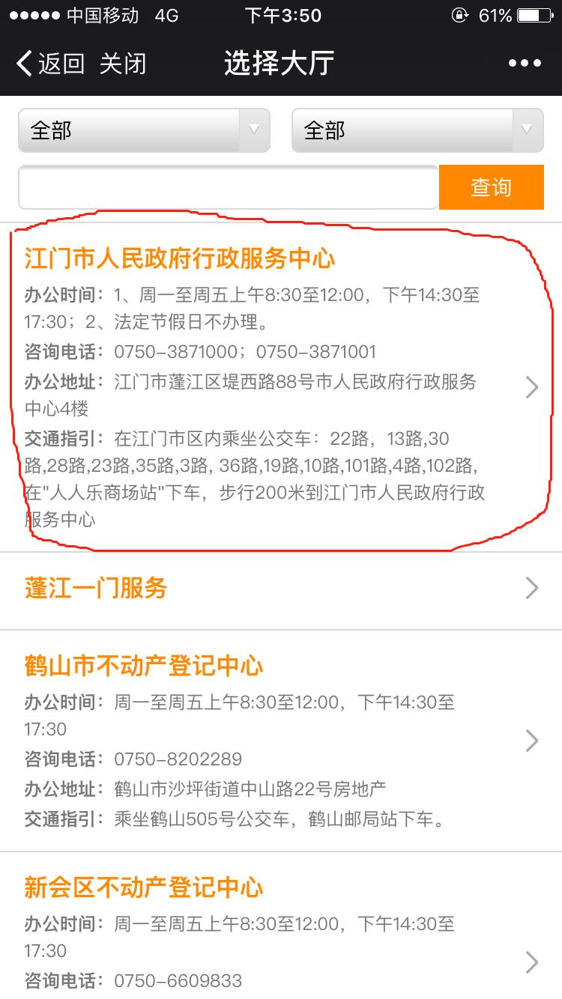 中国移动 4G 下午3:50 61%
返回 关闭 选择大厅
全部 全部
查询
江门市人民政府行政服务中心
办公时间：1、周一至周五上午8:30至12:00，下午14:30至
17:30；2、法定节假日不办理。
咨询电话：0750-3871000；0750-3871001
办公地址：江门市蓬江区堤西路88号市人民政府行政服务
中心4楼
交通指引：在江门市区内乘坐公交车：22路，13路,30
路,28路,23路,35路,3路, 36路,19路,10路,101路,4路,102路,
在"人人乐商场站"下车，步行200米到江门市人民政府行政
服务中心
蓬江一门服务
鹤山市不动产登记中心
办公时间：周一至周五上午8:30至12:00，下午14:30至
17:30
咨询电话：0750-8202289
办公地址：鹤山市沙坪街道中山路22号房地产
交通指引：乘坐鹤山505号公交车，鹤山邮局站下车。
新会区不动产登记中心
办公时间：周一至周五上午8:30至12:00，下午14:30至
17:30
咨询电话：0750-6609833